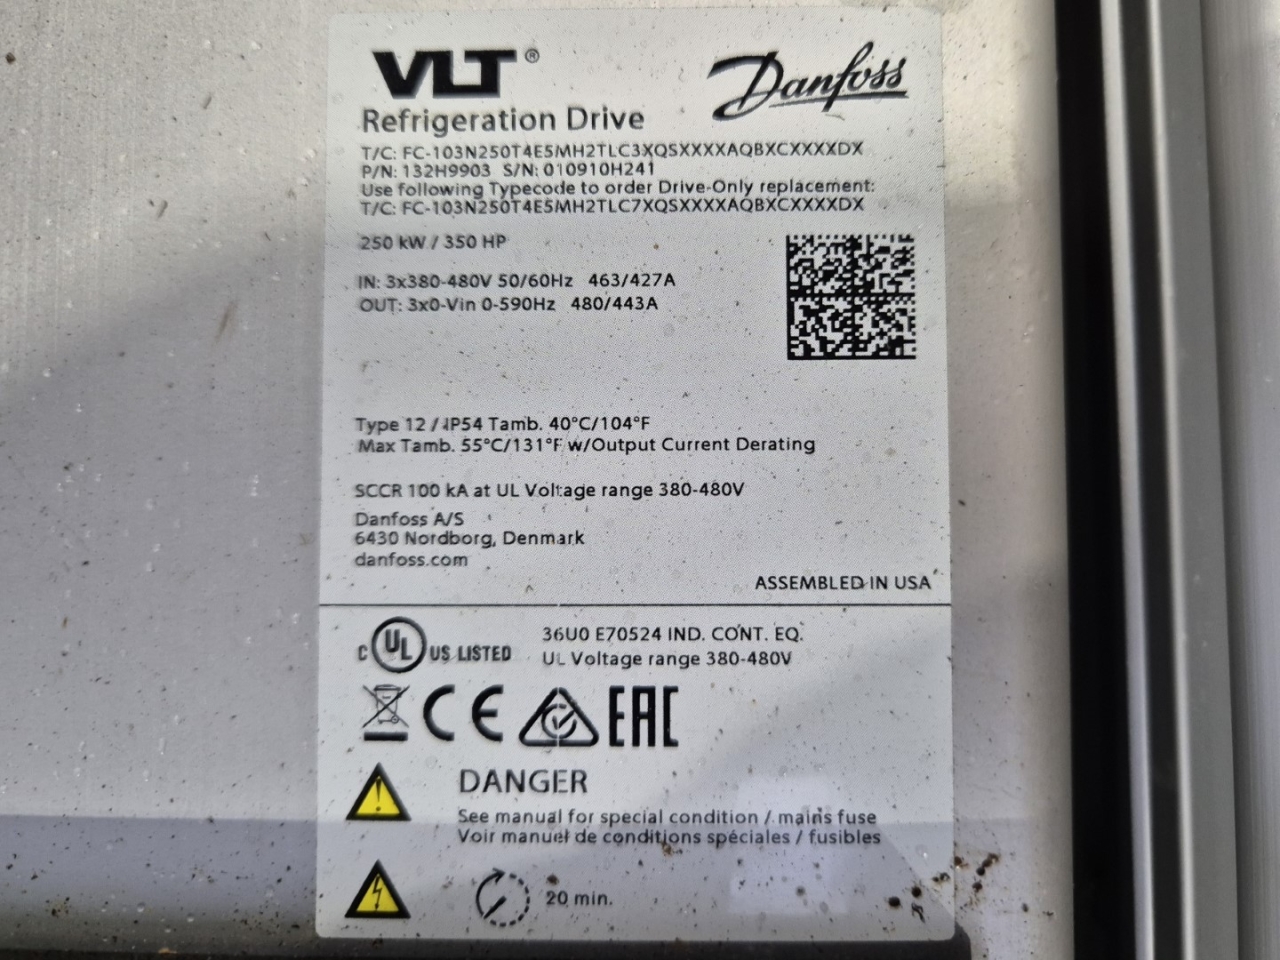 VLT®
Danfoss
Refrigeration Drive
T/C: FC-103N250T4E5MH2TLC3XQSXXXXAQBXCXXXXDX
P/N: 132H9903 S/N: 010910H241
Use following Typecode to order Drive-Only replacement:
T/C: FC-103N250T4E5MH2TLC7XQSXXXXAQBXCXXXXDX
250 kW / 350 HP
IN: 3x380-480V 50/60Hz 463/427A
OUT: 3x0-Vin 0-590Hz 480/443A
Type 12 / IP54 Tamb. 40°C/104°F
Max Tamb. 55°C/131°F w/Output Current Derating
SCCR 100 kA at UL Voltage range 380-480V
Danfoss A/S
6430 Nordborg, Denmark
danfoss.com
ASSEMBLED IN USA
C UL US LISTED
36U0 E70524 IND. CONT. EQ.
UL Voltage range 380-480V
CE EAC
DANGER
See manual for special condition / mains fuse
Voir manuel de conditions spéciales / fusibles
20 min.